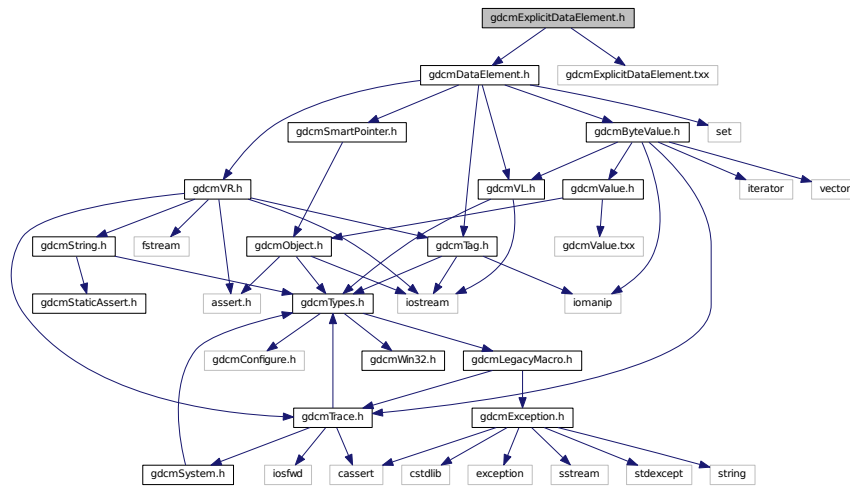 gdcmExplicitDataElement.h
gdcmDataElement.h
gdcmExplicitDataElement.txx
gdcmSmartPointer.h
gdcmByteValue.h
set
gdcmVR.h
gdcmVL.h
gdcmValue.h
iterator
vector
gdcmString.h
fstream
gdcmObject.h
gdcmTag.h
gdcmValue.txx
gdcmStaticAssert.h
assert.h
gdcmTypes.h
iostream
iomanip
gdcmConfigure.h
gdcmWin32.h
gdcmLegacyMacro.h
gdcmTrace.h
gdcmException.h
gdcmSystem.h
iosfwd
cassert
cstdlib
exception
sstream
stdexcept
string